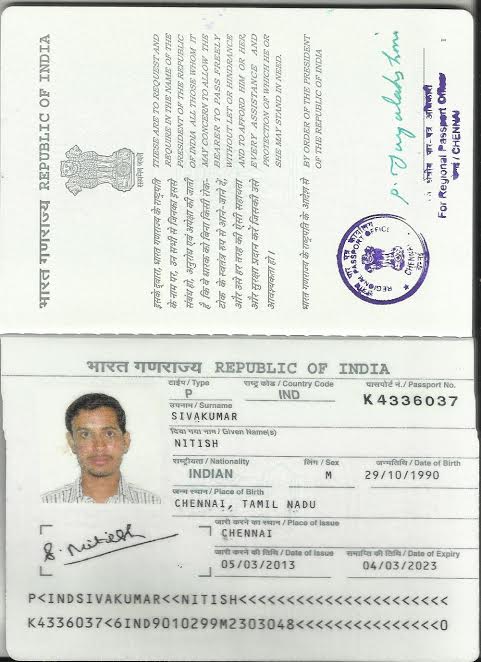 भारत गणराज्य REPUBLIC OF INDIA
सत्यमेव जयते
THESE ARE TO REQUEST AND
REQUIRE IN THE NAME OF THE
PRESIDENT OF THE REPUBLIC
OF INDIA ALL THOSE WHOM IT
MAY CONCERN TO ALLOW THE
BEARER TO PASS FREELY
WITHOUT LET OR HINDRANCE
AND TO AFFORD HIM OR HER,
EVERY ASSISTANCE AND
PROTECTION OF WHICH HE OR
SHE MAY STAND IN NEED.
BY ORDER OF THE PRESIDENT
OF THE REPUBLIC OF INDIA
इसके द्वारा, भारत गणराज्य के राष्ट्रपति
के नाम पर, उन सभी से जिनका इससे
संबंध हो, अनुरोध एवं अपेक्षा की जाती
है कि वे धारक को बिना किसी रोक-
टोक के स्वतंत्र रूप से आने-जाने दें,
और उसे हर तरह की ऐसी सहायता
और सुरक्षा प्रदान करें जिसकी उसे
आवश्यकता हो।
भारत गणराज्य के राष्ट्रपति के आदेश से
REGIONAL PASSPORT OFFICE
CHENNAI
क्षेत्रीय पार-पत्र अधिकारी
For Regional Passport Officer
चेन्नई / CHENNAI
1
भारत गणराज्य REPUBLIC OF INDIA
टाईप / Type राष्ट्र कोड / Country Code पासपोर्ट नं. / Passport No.
P IND K4336037
उपनाम / Surname
SIVAKUMAR
दिया गया नाम / Given Name(s)
NITISH
राष्ट्रीयता / Nationality लिंग / Sex जन्मतिथि / Date of Birth
INDIAN M 29/10/1990
जन्म स्थान / Place of Birth
CHENNAI, TAMIL NADU
जारी करने का स्थान / Place of Issue
CHENNAI
जारी करने की तिथि / Date of Issue समाप्ति की तिथि / Date of Expiry
05/03/2013 04/03/2023
S. Nitish
P<INDSIVAKUMAR<<NITISH<<<<<<<<<<<<<<<<<<<<<<
K4336037<6IND9010299M2303048<<<<<<<<<<<<<<<0